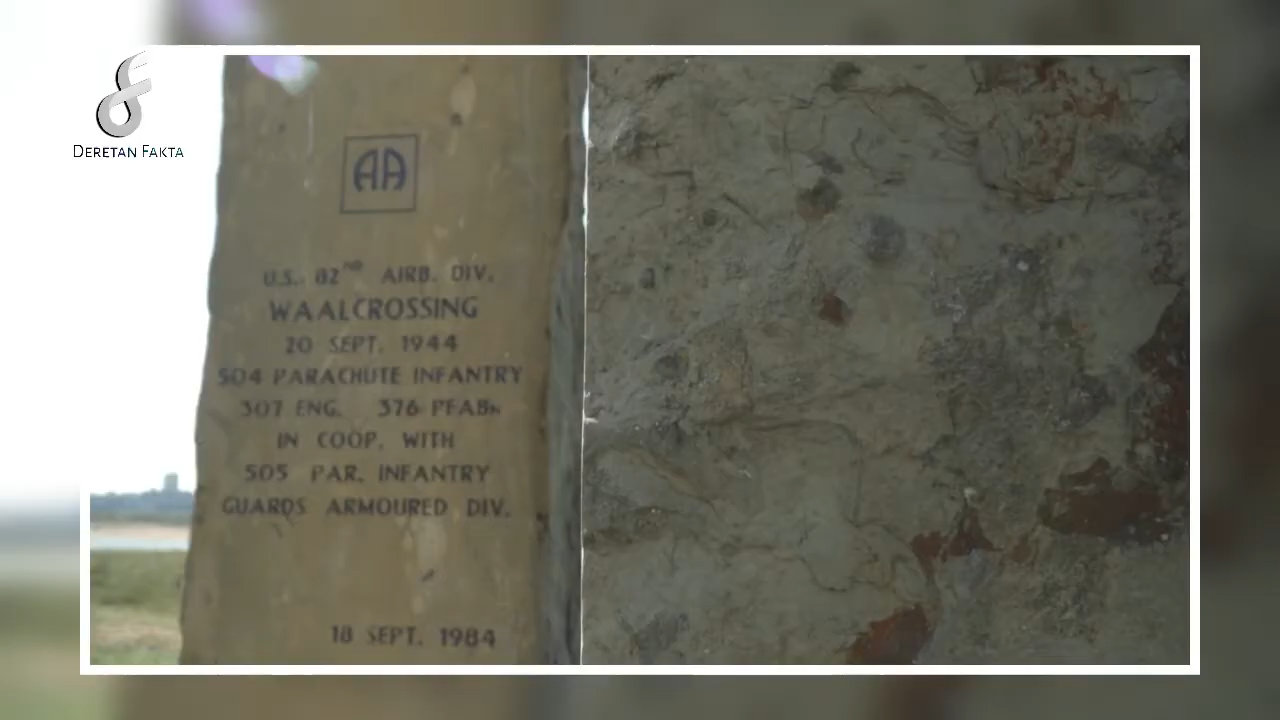 DERETAN FAKTA
AA
U.S. 82ND AIRB. DIV.
WAALCROSSING
20 SEPT. 1944
504 PARACHUTE INFANTRY
307 ENG. 376 PFABN
IN COOP. WITH
505 PAR. INFANTRY
GUARDS ARMOURED DIV.
18 SEPT. 1984